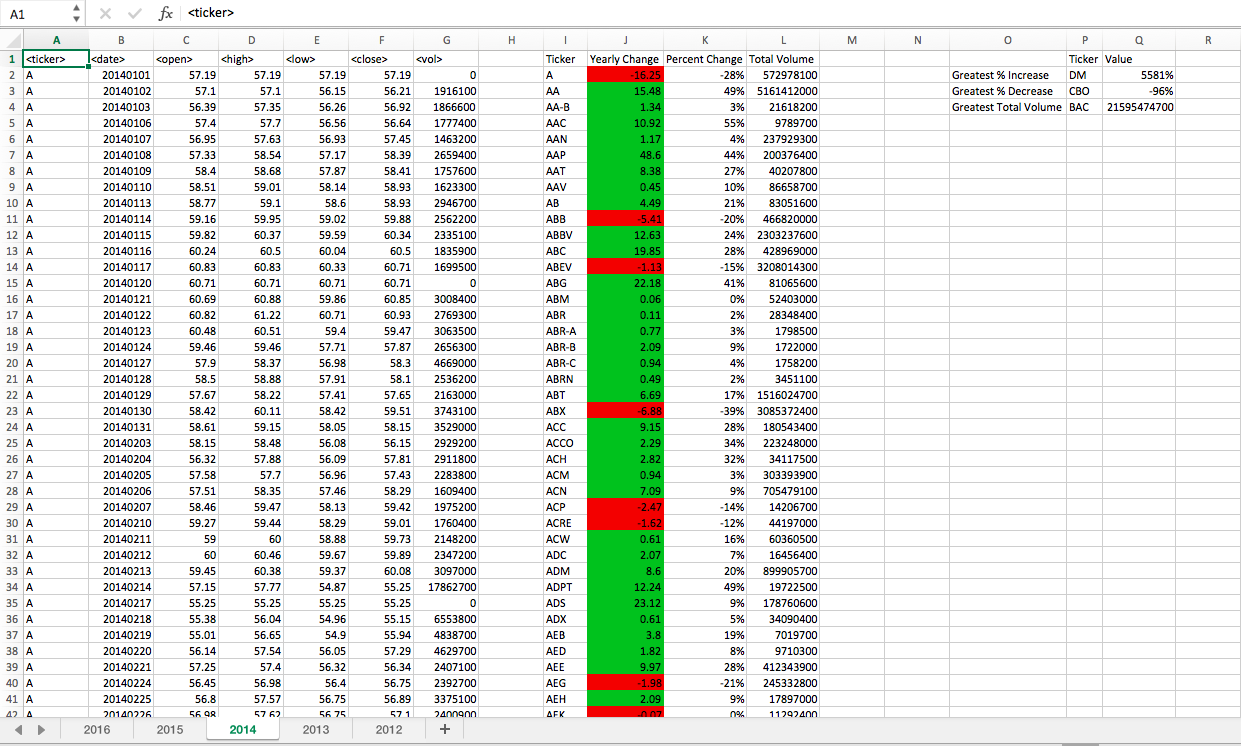 A1 fx <ticker>
A B C D E F G H I J K L M N O P Q R
1 <ticker> <date> <open> <high> <low> <close> <vol> Ticker Yearly Change Percent Change Total Volume Ticker Value
2 A 20140101 57.19 57.19 57.19 57.19 0 A -16.25 -28% 572978100 Greatest % Increase DM 5581%
3 A 20140102 57.1 57.1 56.15 56.21 1916100 AA 15.48 49% 5161412000 Greatest % Decrease CBO -96%
4 A 20140103 56.39 57.35 56.26 56.92 1866600 AA-B 1.34 3% 21618200 Greatest Total Volume BAC 21595474700
5 A 20140106 57.4 57.7 56.56 56.64 1777400 AAC 10.92 55% 9789700
6 A 20140107 56.95 57.63 56.93 57.45 1463200 AAN 1.17 4% 237929300
7 A 20140108 57.33 58.54 57.17 58.39 2659400 AAP 48.6 44% 200376400
8 A 20140109 58.4 58.68 57.87 58.41 1757600 AAT 8.38 27% 40207800
9 A 20140110 58.51 59.01 58.14 58.93 1623300 AAV 0.45 10% 86658700
10 A 20140113 58.77 59.1 58.6 58.93 2946700 AB 4.49 21% 83051600
11 A 20140114 59.16 59.95 59.02 59.88 2562200 ABB -5.41 -20% 466820000
12 A 20140115 59.82 60.37 59.59 60.34 2335100 ABBV 12.63 24% 2303237600
13 A 20140116 60.24 60.5 60.04 60.5 1835900 ABC 19.85 28% 428969000
14 A 20140117 60.83 60.83 60.33 60.71 1699500 ABEV -1.13 -15% 3208014300
15 A 20140120 60.71 60.71 60.71 60.71 0 ABG 22.18 41% 81065600
16 A 20140121 60.69 60.88 59.86 60.85 3008400 ABM 0.06 0% 52403000
17 A 20140122 60.82 61.22 60.71 60.93 2769300 ABR 0.11 2% 28348400
18 A 20140123 60.48 60.51 59.4 59.47 3063500 ABR-A 0.77 3% 1798500
19 A 20140124 59.46 59.46 57.71 57.87 2656300 ABR-B 2.09 9% 1722000
20 A 20140127 57.9 58.37 56.98 58.3 4669000 ABR-C 0.94 4% 1758200
21 A 20140128 58.5 58.88 57.91 58.1 2536200 ABRN 0.49 2% 3451100
22 A 20140129 57.67 58.22 57.41 57.65 2163000 ABT 6.69 17% 1516024700
23 A 20140130 58.42 60.11 58.42 59.51 3743100 ABX -6.88 -39% 3085372400
24 A 20140131 58.61 59.15 58.05 58.15 3529000 ACC 9.15 28% 180543400
25 A 20140203 58.15 58.48 56.08 56.15 2929200 ACCO 2.29 34% 223248000
26 A 20140204 56.32 57.88 56.09 57.81 2911800 ACH 2.82 32% 34117500
27 A 20140205 57.58 57.7 56.96 57.43 2283800 ACM 0.94 3% 303393900
28 A 20140206 57.51 58.35 57.46 58.29 1609400 ACN 7.09 9% 705479100
29 A 20140207 58.46 59.47 58.13 59.42 1975200 ACP -2.47 -14% 14206700
30 A 20140210 59.27 59.44 58.29 59.01 1760400 ACRE -1.62 -12% 44197000
31 A 20140211 59 60 58.88 59.73 2148200 ACW 0.61 16% 60360500
32 A 20140212 60 60.46 59.67 59.89 2347200 ADC 2.07 7% 16456400
33 A 20140213 59.45 60.38 59.37 60.08 3097000 ADM 8.6 20% 899905700
34 A 20140214 57.15 57.77 54.87 55.25 17862700 ADPT 12.24 49% 19722500
35 A 20140217 55.25 55.25 55.25 55.25 0 ADS 23.12 9% 178760600
36 A 20140218 55.38 56.04 54.96 55.15 6553800 ADX 0.61 5% 34090400
37 A 20140219 55.01 56.65 54.9 55.94 4838700 AEB 3.8 19% 7019700
38 A 20140220 56.14 57.54 56.05 57.29 4629700 AED 1.82 8% 9710300
39 A 20140221 57.25 57.4 56.32 56.34 2407100 AEE 9.97 28% 412343900
40 A 20140224 56.45 56.98 56.4 56.75 2392700 AEG -1.98 -21% 245332800
41 A 20140225 56.8 57.57 56.75 56.89 3375100 AEH 2.09 9% 17897000
42 A 20140226 56.98 57.62 56.75 57.1 2400900 AEK -0.02 0% 11292400
2016 2015 2014 2013 2012 +